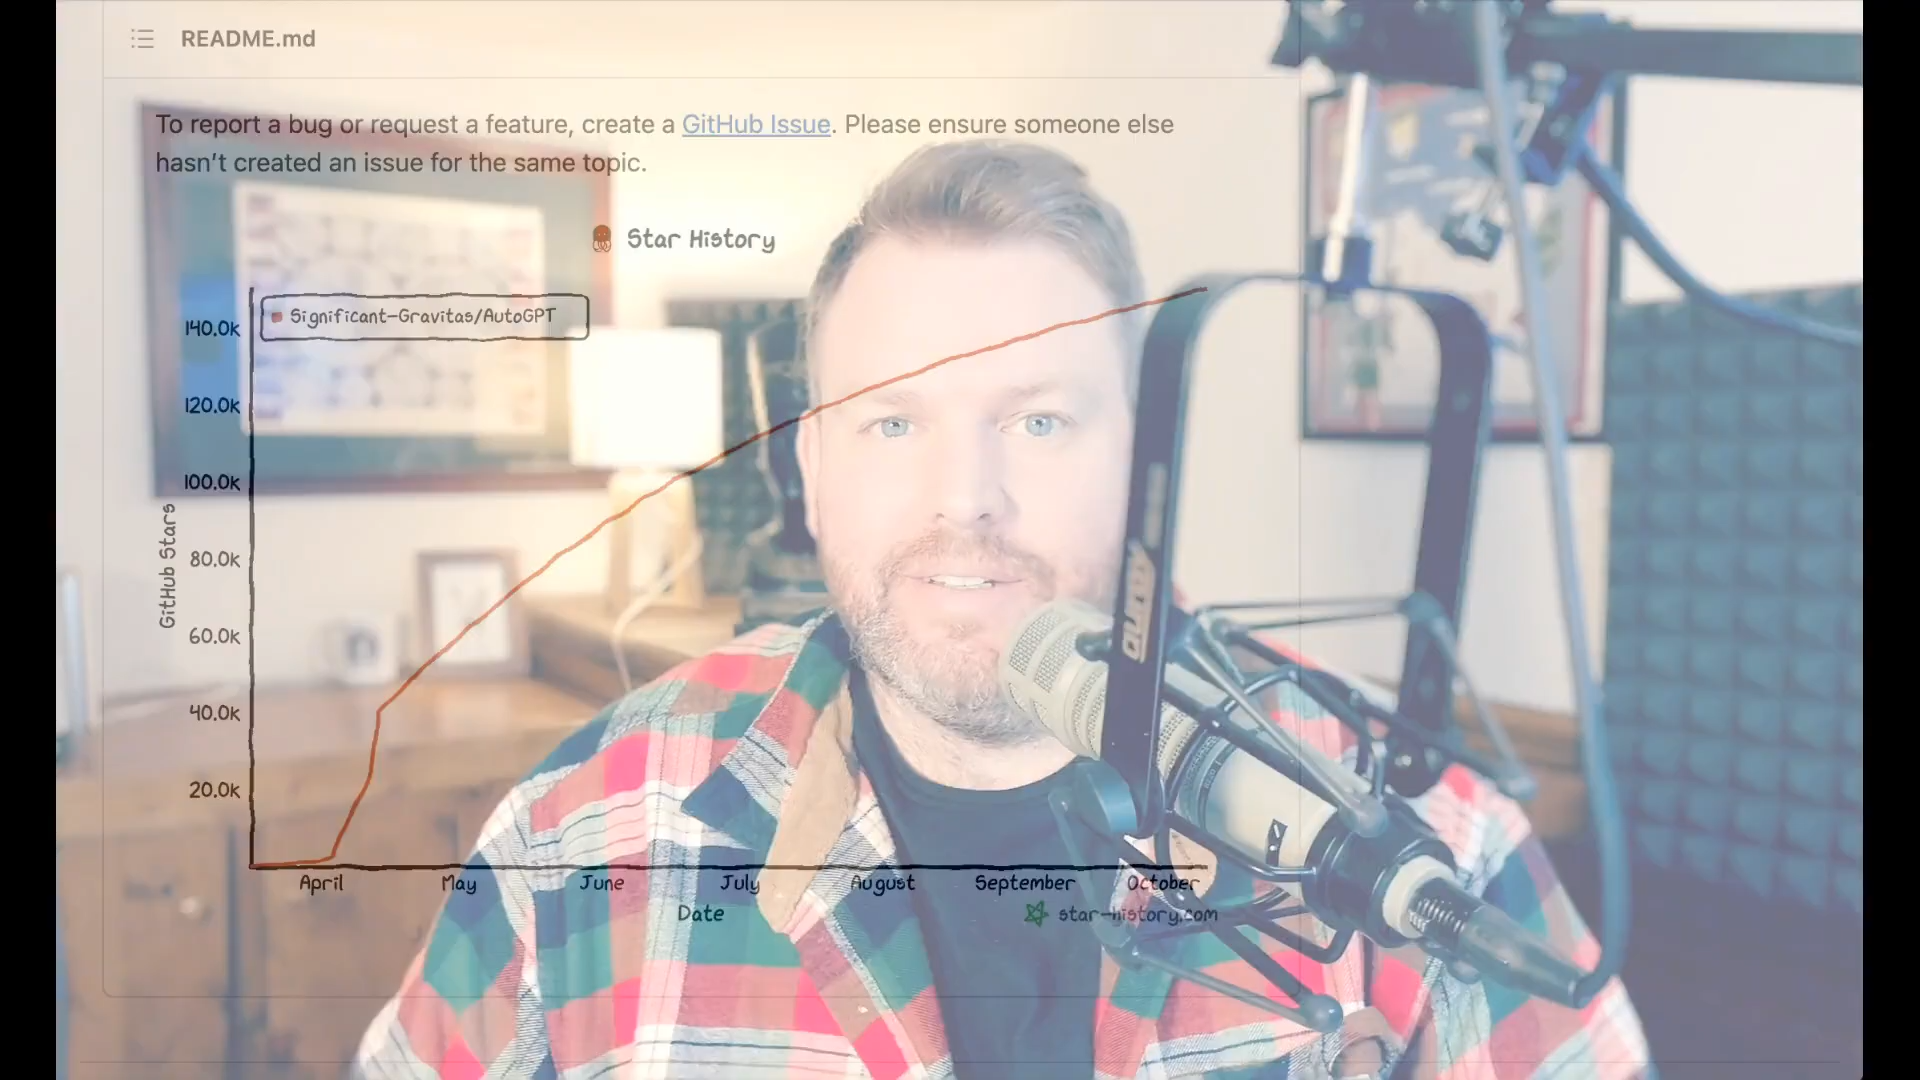 README.md
To report a bug or request a feature, create a GitHub Issue. Please ensure someone else
hasn't created an issue for the same topic.
Star History
Significant-Gravitas/AutoGPT
140.0k
120.0k
100.0k
80.0k
60.0k
40.0k
20.0k
GitHub Stars
April May June July August September October
Date
star-history.com